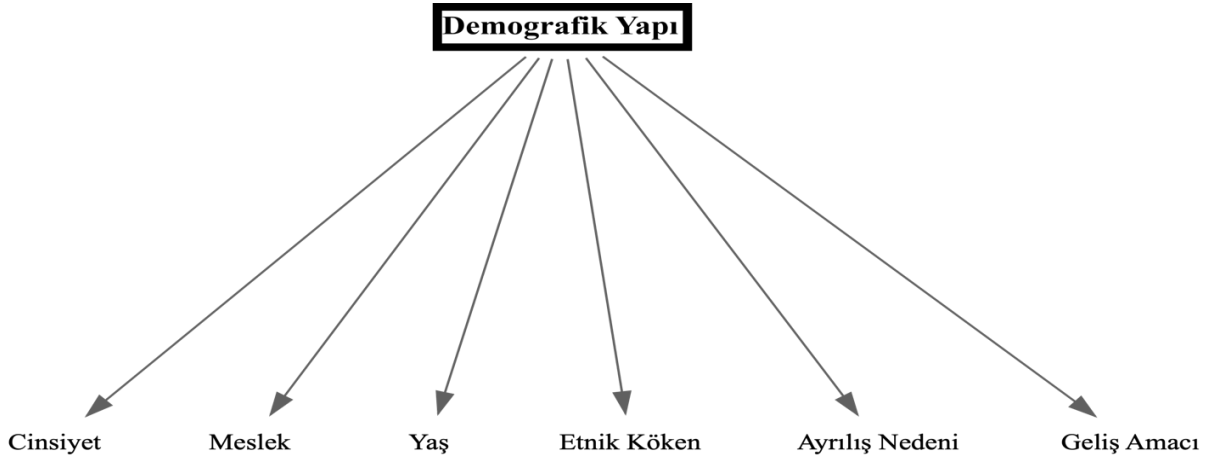 Demografik Yapı
Cinsiyet
Meslek
Yaş
Etnik Köken
Ayrılış Nedeni
Geliş Amacı